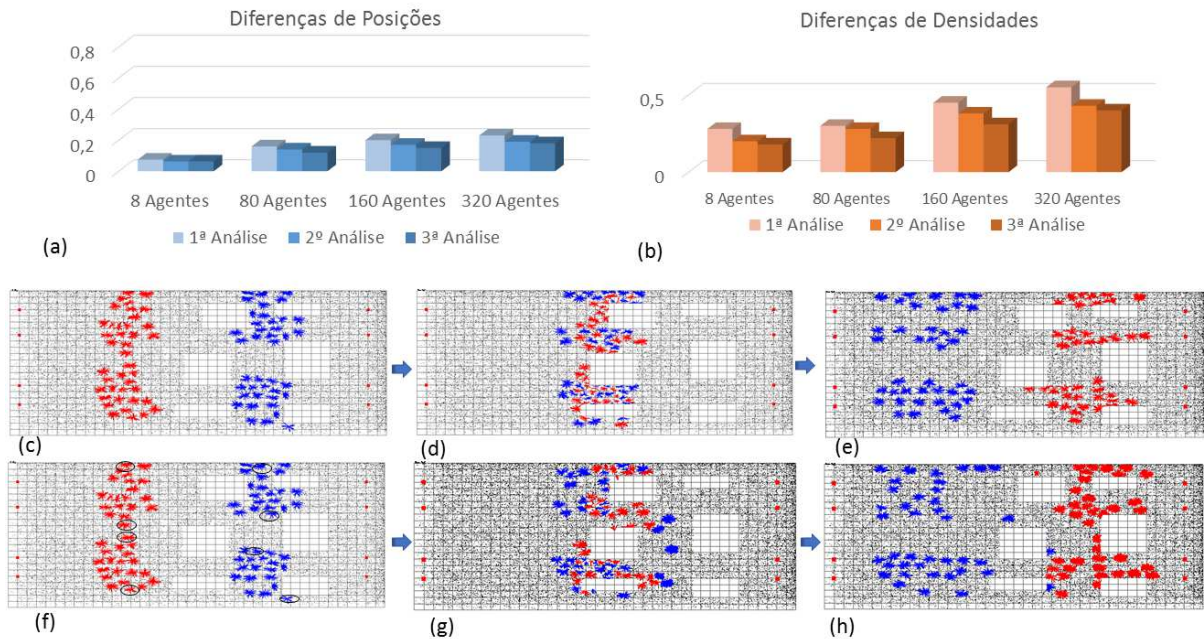 Diferenças de Posições
0,8
0,6
0,4
0,2
0
8 Agentes 80 Agentes 160 Agentes 320 Agentes
1ª Análise 2º Análise 3ª Análise
(a)
Diferenças de Densidades
0,5
0
8 Agentes 80 Agentes 160 Agentes 320 Agentes
1ª Análise 2º Análise 3ª Análise
(b)
(c)
(d)
(e)
(f)
(g)
(h)